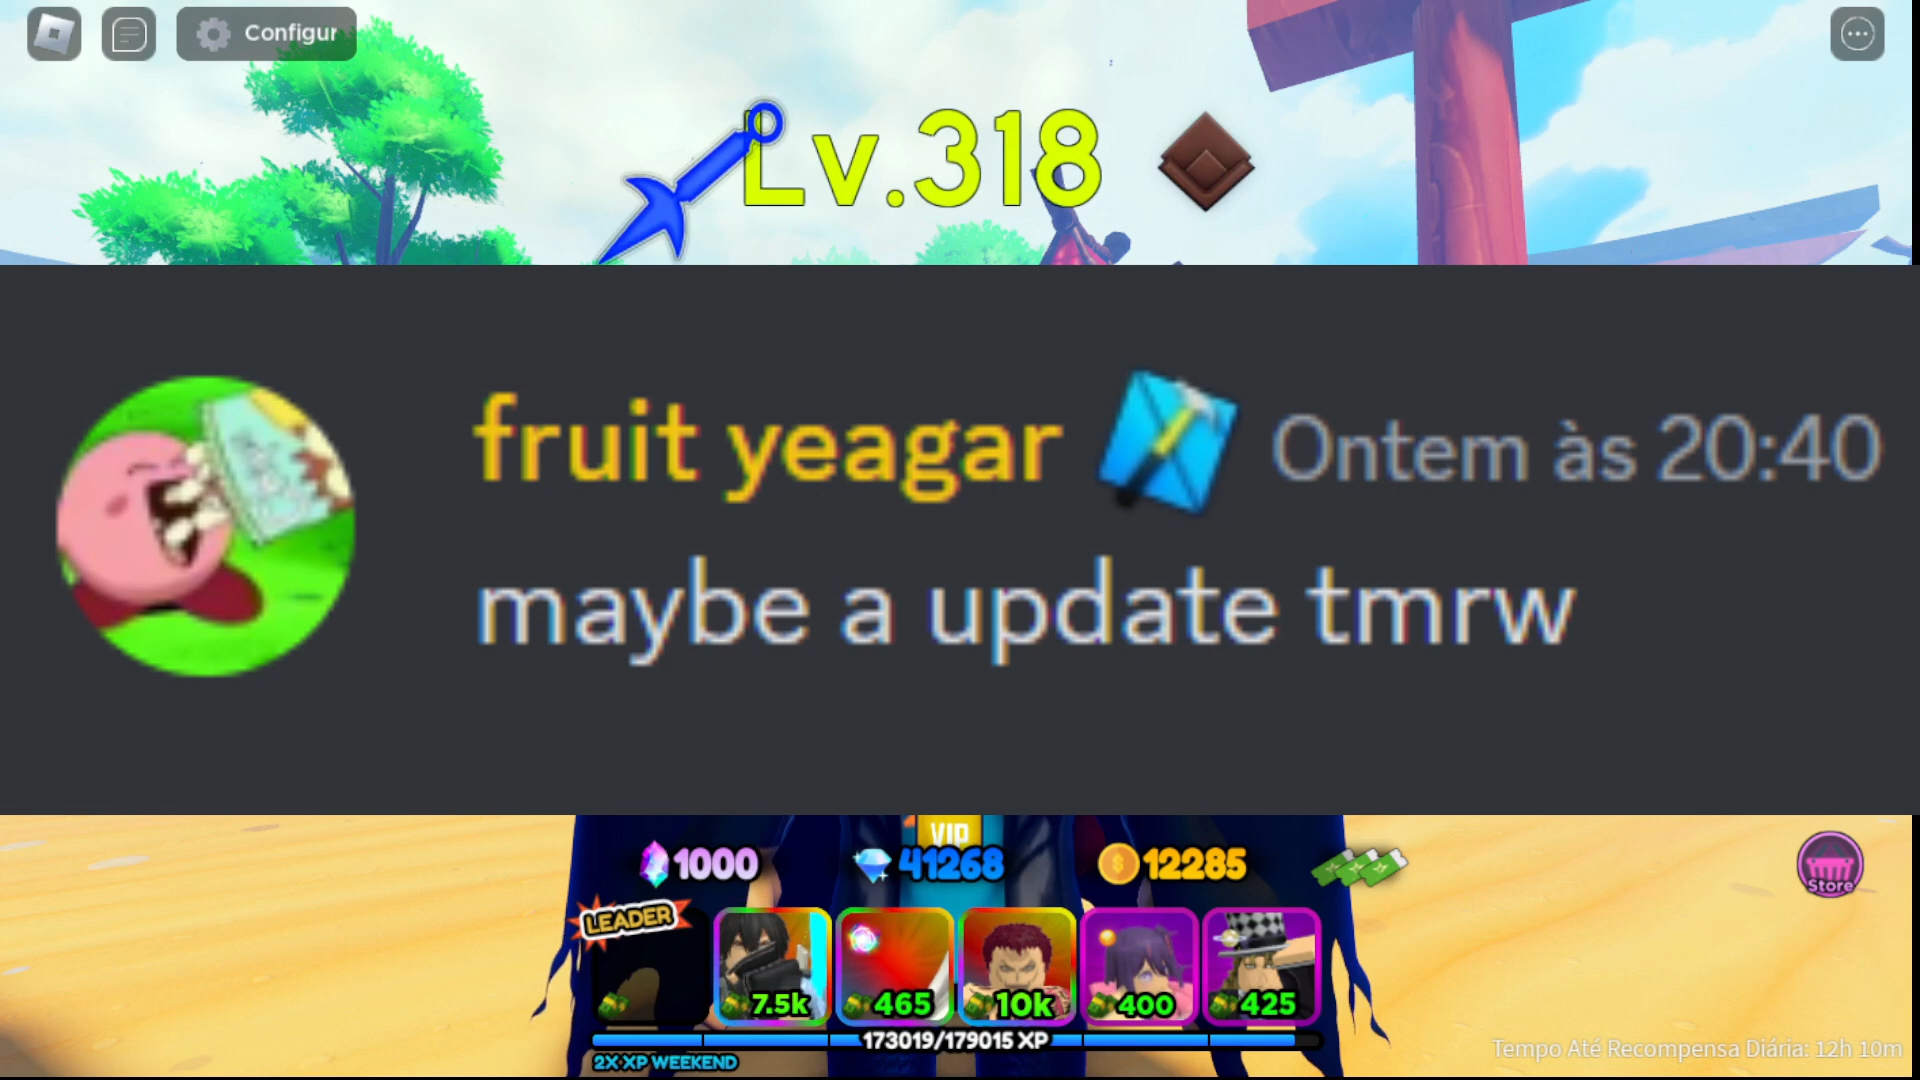 Configur
Lv.318
fruit yeagar Ontem às 20:40
maybe a update tmrw
VIP
1000 41268 12285
Store
LEADER
7.5k 465 10k 400 425
173019/179015 XP
2X XP WEEKEND
Tempo Até Recompensa Diária: 12h 10m